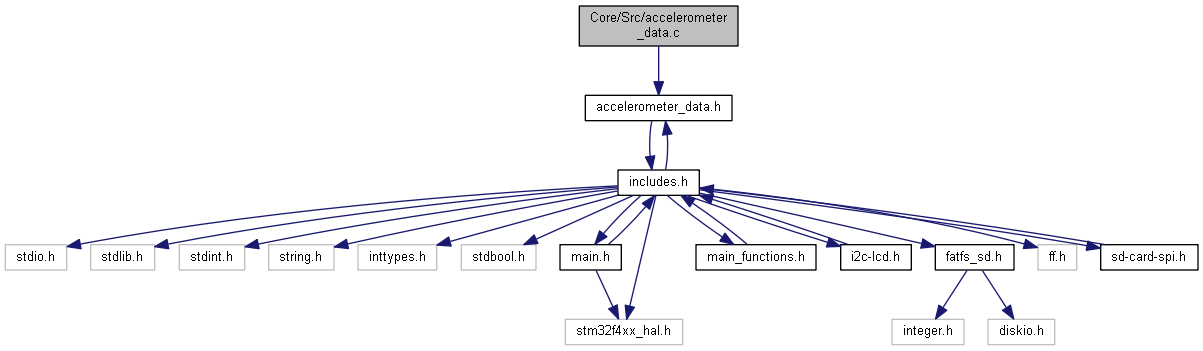 Core/Src/accelerometer
_data.c
accelerometer_data.h
includes.h
stdio.h
stdlib.h
stdint.h
string.h
inttypes.h
stdbool.h
main.h
main_functions.h
i2c-lcd.h
fatfs_sd.h
ff.h
sd-card-spi.h
stm32f4xx_hal.h
integer.h
diskio.h